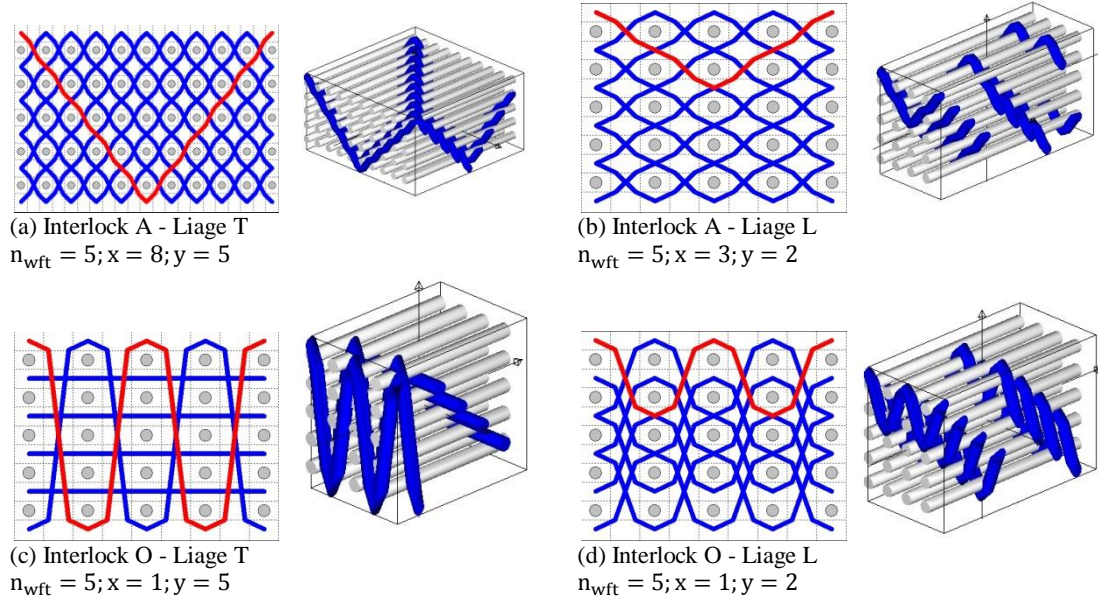 (a) Interlock A - Liage T
n_wft = 5; x = 8; y = 5
(b) Interlock A - Liage L
n_wft = 5; x = 3; y = 2
(c) Interlock O - Liage T
n_wft = 5; x = 1; y = 5
(d) Interlock O - Liage L
n_wft = 5; x = 1; y = 2